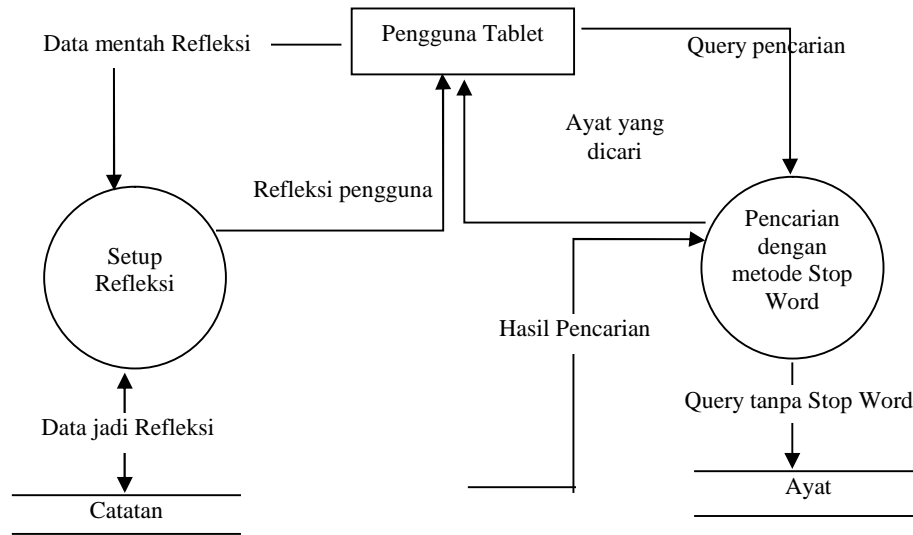 Data mentah Refleksi
Pengguna Tablet
Query pencarian
Ayat yang
dicari
Refleksi pengguna
Setup
Refleksi
Pencarian
dengan
metode Stop
Word
Hasil Pencarian
Data jadi Refleksi
Query tanpa Stop Word
Catatan
Ayat